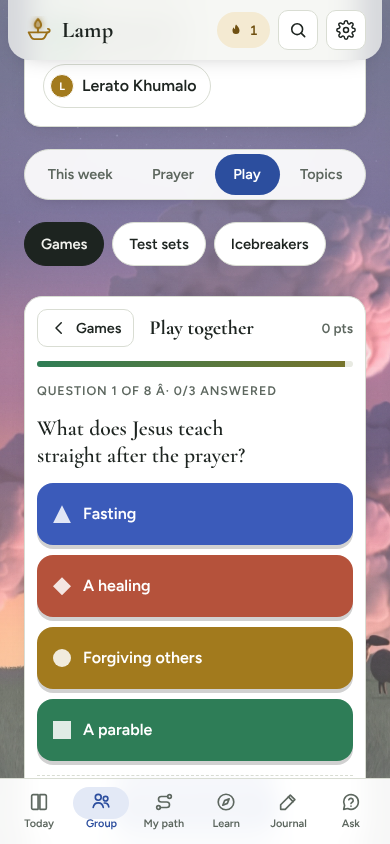 Lamp
1
L
Lerato Khumalo
This week
Prayer
Play
Topics
Games
Test sets
Icebreakers
Games
Play together
0 pts
QUESTION 1 OF 8 Â· 0/3 ANSWERED
What does Jesus teach
straight after the prayer?
Fasting
A healing
Forgiving others
A parable
Today
Group
My path
Learn
Journal
Ask